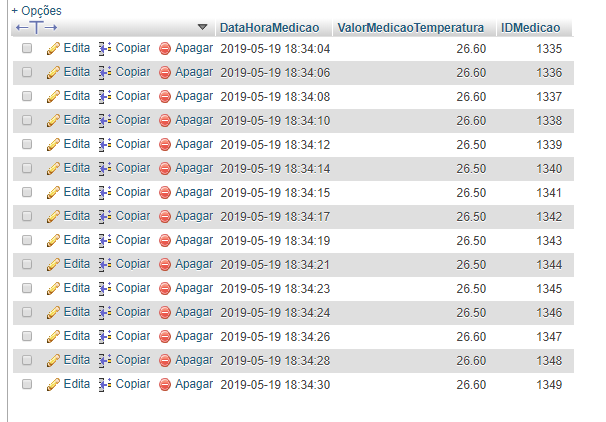 + Opções
←T→ DataHoraMedicao ValorMedicaoTemperatura IDMedicao
Edita Copiar Apagar 2019-05-19 18:34:04 26.60 1335
Edita Copiar Apagar 2019-05-19 18:34:06 26.60 1336
Edita Copiar Apagar 2019-05-19 18:34:08 26.60 1337
Edita Copiar Apagar 2019-05-19 18:34:10 26.60 1338
Edita Copiar Apagar 2019-05-19 18:34:12 26.50 1339
Edita Copiar Apagar 2019-05-19 18:34:14 26.50 1340
Edita Copiar Apagar 2019-05-19 18:34:15 26.50 1341
Edita Copiar Apagar 2019-05-19 18:34:17 26.50 1342
Edita Copiar Apagar 2019-05-19 18:34:19 26.50 1343
Edita Copiar Apagar 2019-05-19 18:34:21 26.50 1344
Edita Copiar Apagar 2019-05-19 18:34:23 26.50 1345
Edita Copiar Apagar 2019-05-19 18:34:24 26.50 1346
Edita Copiar Apagar 2019-05-19 18:34:26 26.60 1347
Edita Copiar Apagar 2019-05-19 18:34:28 26.60 1348
Edita Copiar Apagar 2019-05-19 18:34:30 26.60 1349